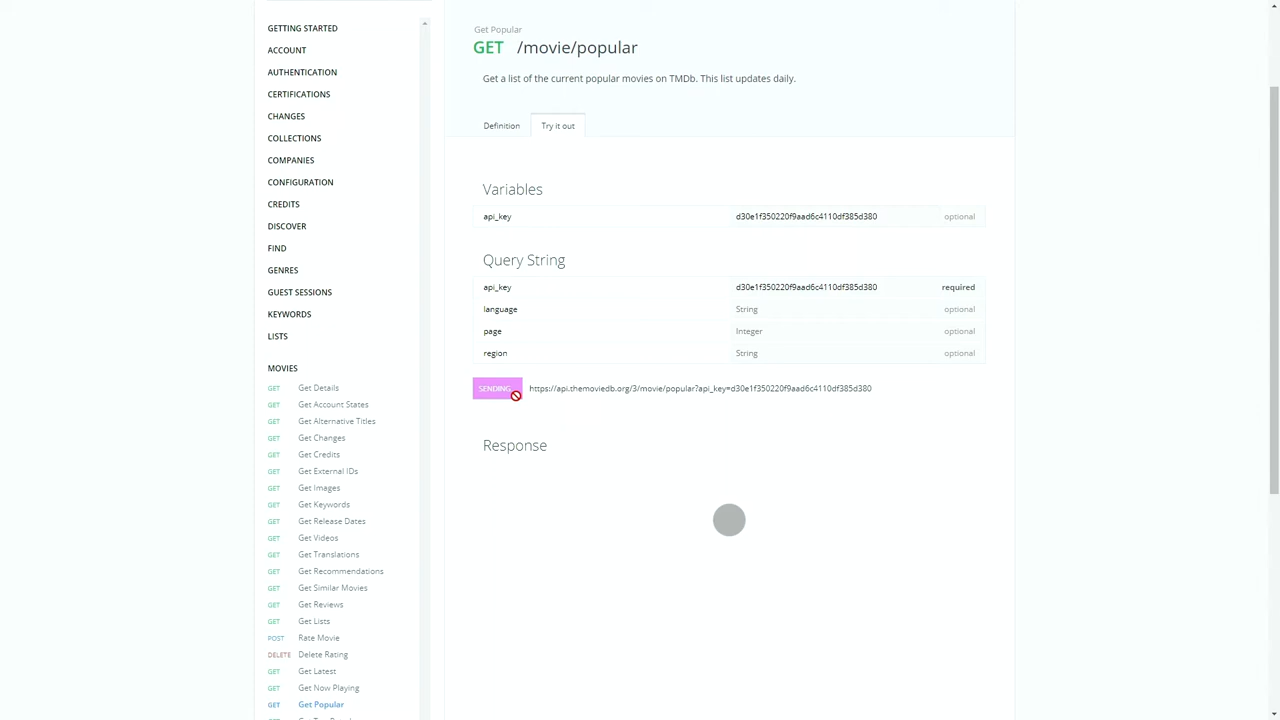 GETTING STARTED
ACCOUNT
AUTHENTICATION
CERTIFICATIONS
CHANGES
COLLECTIONS
COMPANIES
CONFIGURATION
CREDITS
DISCOVER
FIND
GENRES
GUEST SESSIONS
KEYWORDS
LISTS
MOVIES
GET Get Details
GET Get Account States
GET Get Alternative Titles
GET Get Changes
GET Get Credits
GET Get External IDs
GET Get Images
GET Get Keywords
GET Get Release Dates
GET Get Videos
GET Get Translations
GET Get Recommendations
GET Get Similar Movies
GET Get Reviews
GET Get Lists
POST Rate Movie
DELETE Delete Rating
GET Get Latest
GET Get Now Playing
GET Get Popular
Get Popular
GET /movie/popular
Get a list of the current popular movies on TMDb. This list updates daily.
Definition Try it out
Variables
api_key d30e1f350220f9aad6c4110df385d380 optional
Query String
api_key d30e1f350220f9aad6c4110df385d380 required
language String optional
page Integer optional
region String optional
SENDING https://api.themoviedb.org/3/movie/popular?api_key=d30e1f350220f9aad6c4110df385d380
Response